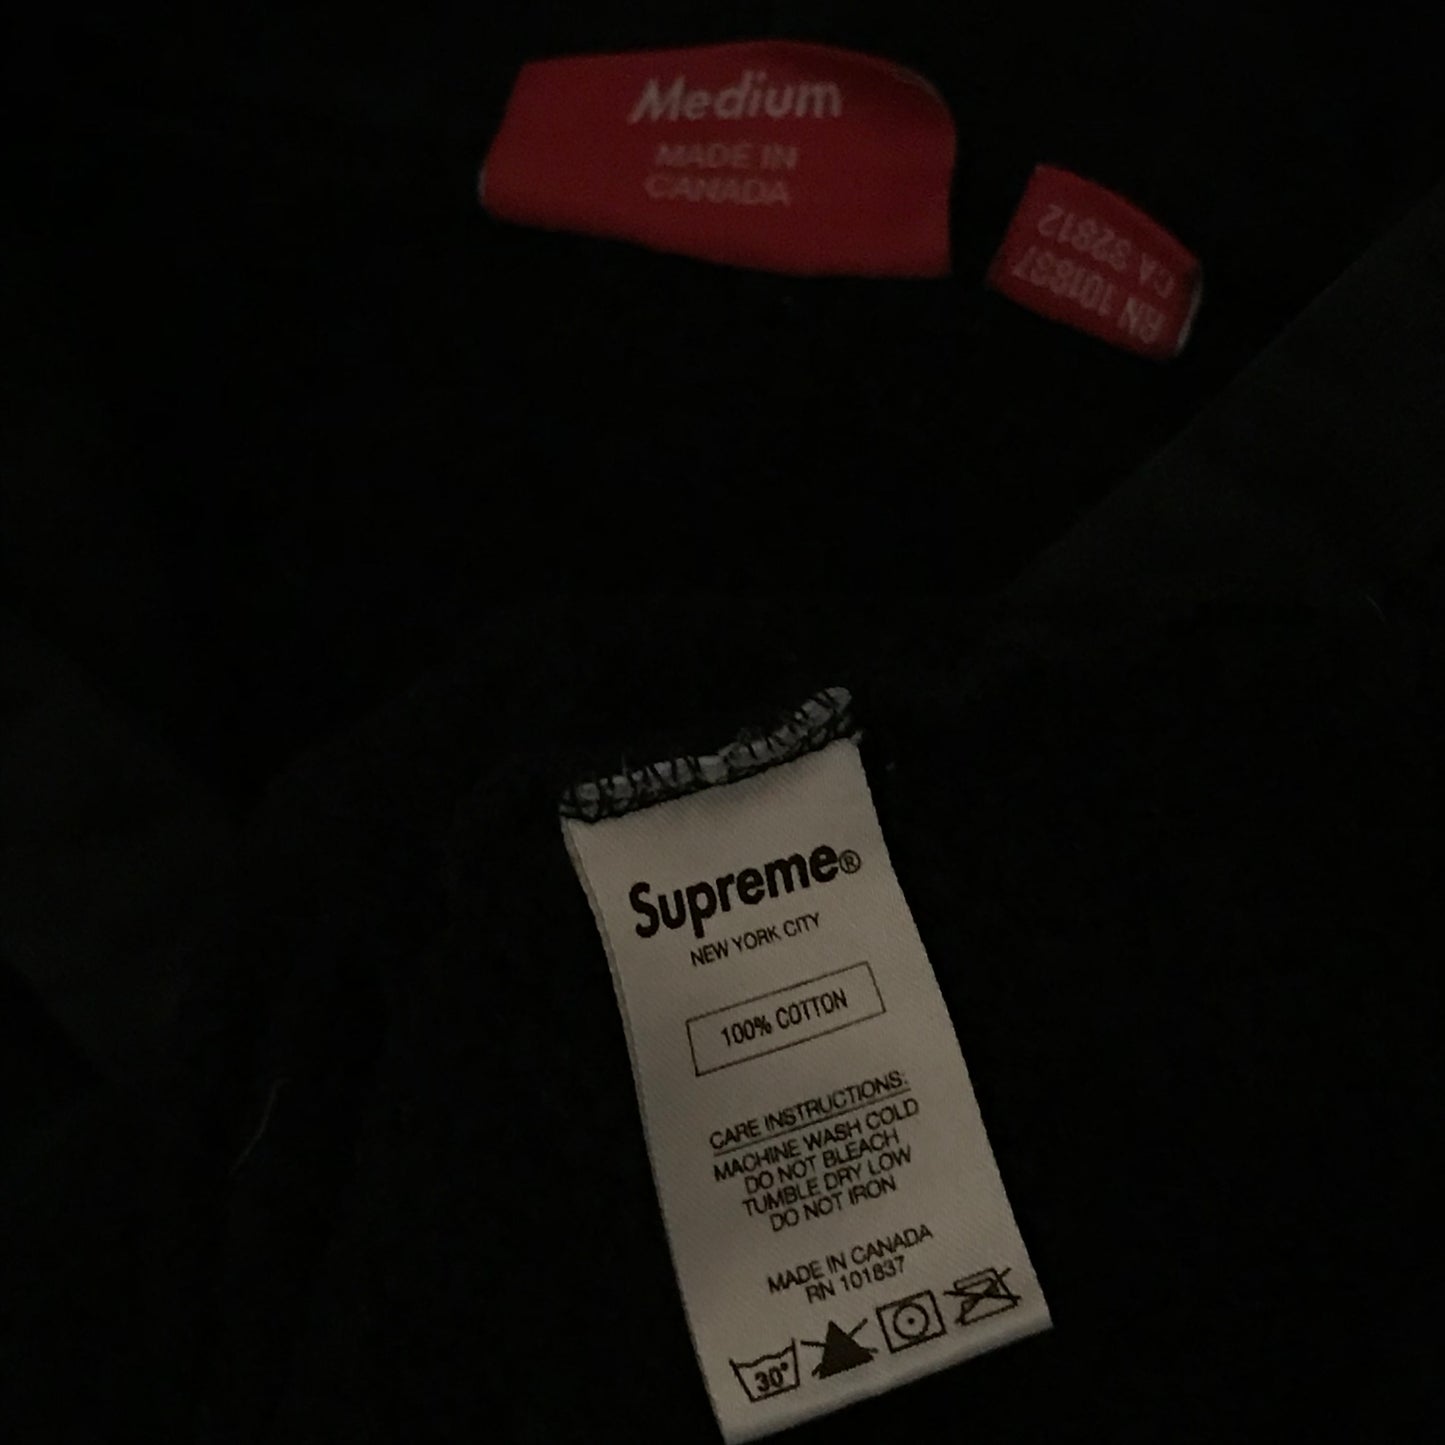 Medium
MADE IN
CANADA
RN 101837
CA 32812
Supreme®
NEW YORK CITY
100% COTTON
CARE INSTRUCTIONS:
MACHINE WASH COLD
DO NOT BLEACH
TUMBLE DRY LOW
DO NOT IRON
MADE IN CANADA
RN 101837
30°